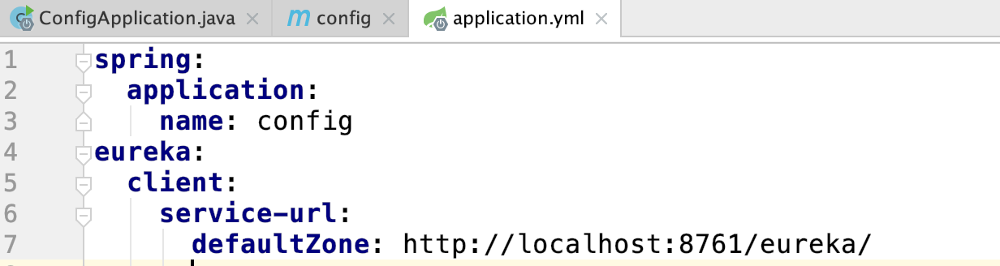 ConfigApplication.java config application.yml
1 spring:
2 application:
3 name: config
4 eureka:
5 client:
6 service-url:
7 defaultZone: http://localhost:8761/eureka/